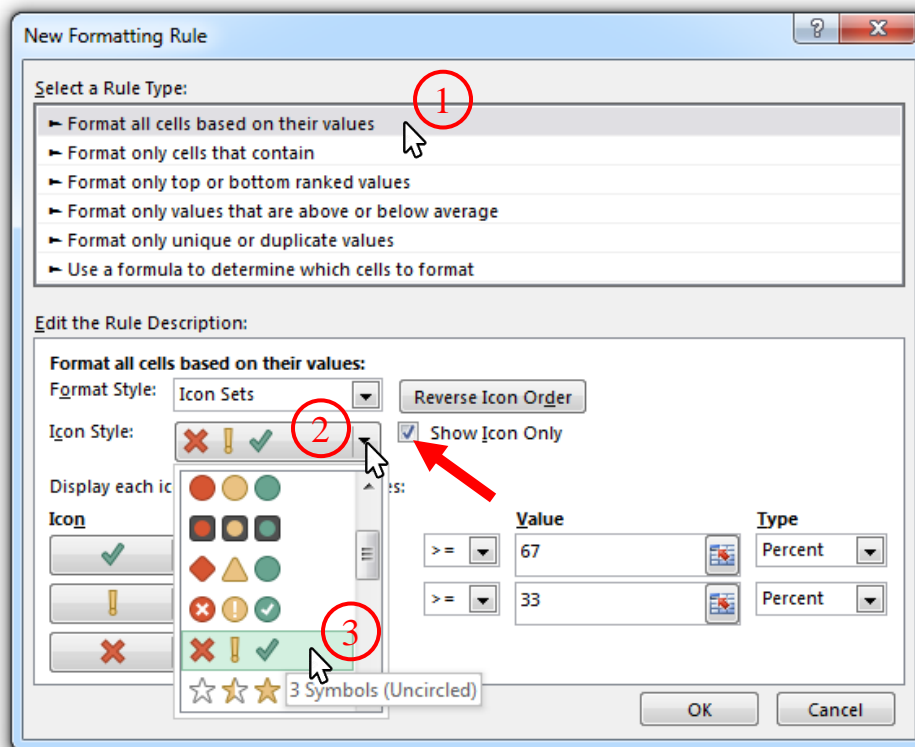 New Formatting Rule
?
Select a Rule Type:
1
► Format all cells based on their values
► Format only cells that contain
► Format only top or bottom ranked values
► Format only values that are above or below average
► Format only unique or duplicate values
► Use a formula to determine which cells to format
Edit the Rule Description:
Format all cells based on their values:
Format Style: Icon Sets Reverse Icon Order
Icon Style: 2 Show Icon Only
Display each ic es:
Icon Value Type
>= 67 Percent
>= 33 Percent
3
3 Symbols (Uncircled)
OK Cancel